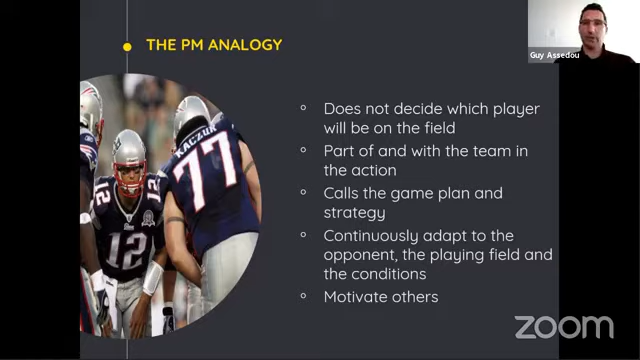 Guy Assedou
THE PM ANALOGY
Does not decide which player
will be on the field
Part of and with the team in
the action
Calls the game plan and
strategy
Continuously adapt to the
opponent, the playing field and
the conditions
Motivate others
KACZUR
77
12
12
zoom